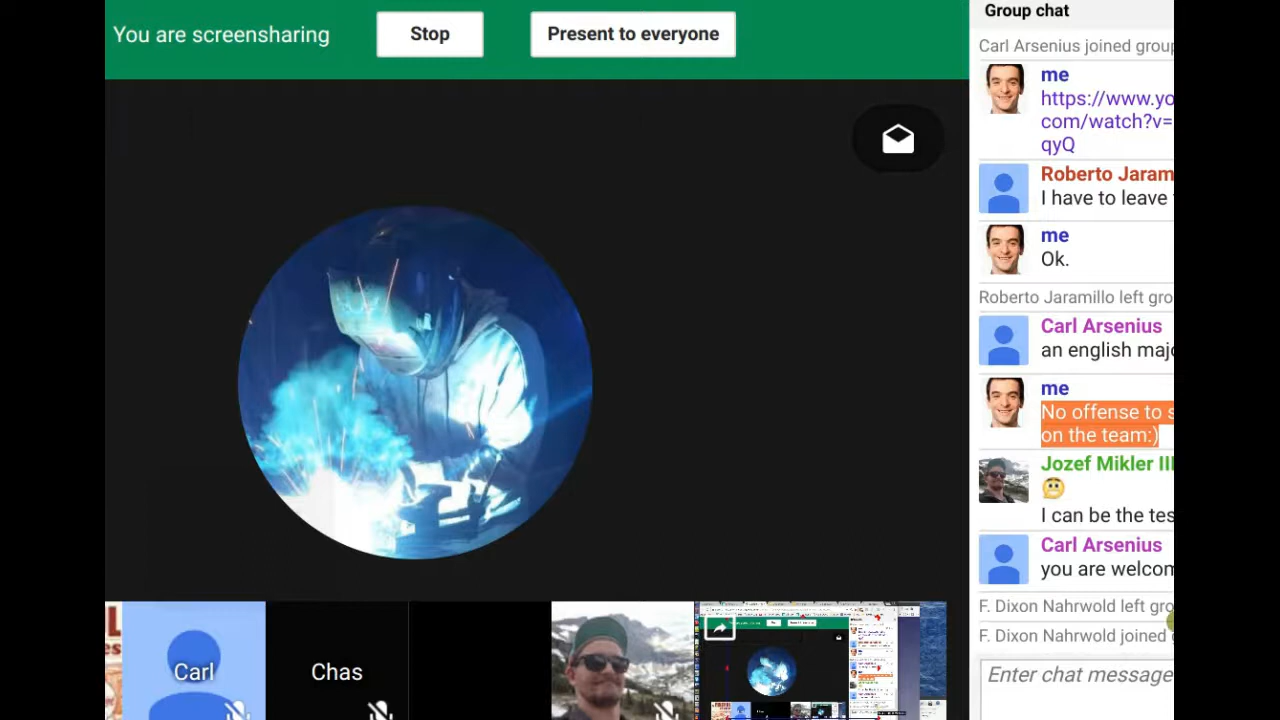 You are screensharing
Stop
Present to everyone
Group chat
Carl Arsenius joined grou
me
https://www.yo
com/watch?v=
qyQ
Roberto Jaram
I have to leave
me
Ok.
Roberto Jaramillo left gro
Carl Arsenius
an english majo
me
No offense to s
on the team:)
Jozef Mikler III
I can be the tes
Carl Arsenius
you are welcom
F. Dixon Nahrwold left gro
F. Dixon Nahrwold joined
Enter chat message
Carl
Chas